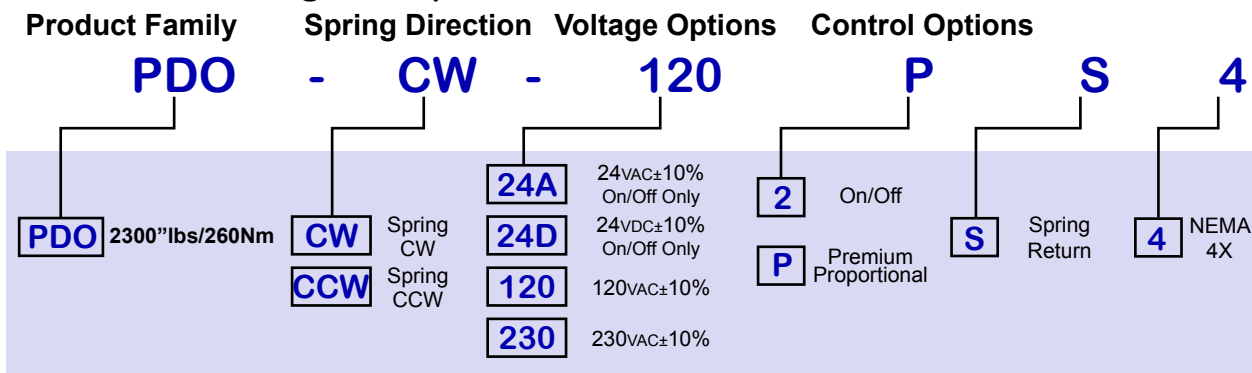 Product Family Spring Direction Voltage Options Control Options
PDO - CW - 120 P S 4
PDO 2300"lbs/260Nm
CW Spring CW
CCW Spring CCW
24A 24VAC±10% On/Off Only
24D 24VDC±10% On/Off Only
120 120VAC±10%
230 230VAC±10%
2 On/Off
P Premium Proportional
S Spring Return
4 NEMA 4X